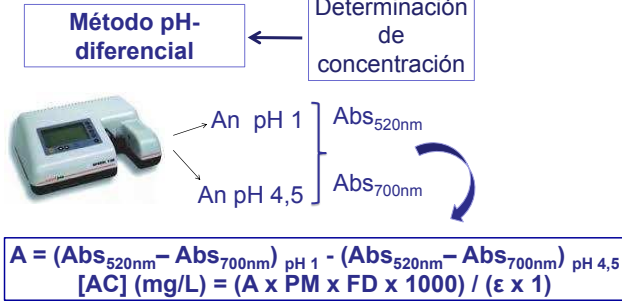 Método pH-
diferencial
Determinación
de
concentración
An pH 1
An pH 4,5
Abs520nm
Abs700nm
A = (Abs520nm– Abs700nm) pH 1 - (Abs520nm– Abs700nm) pH 4,5
[AC] (mg/L) = (A x PM x FD x 1000) / (ε x 1)